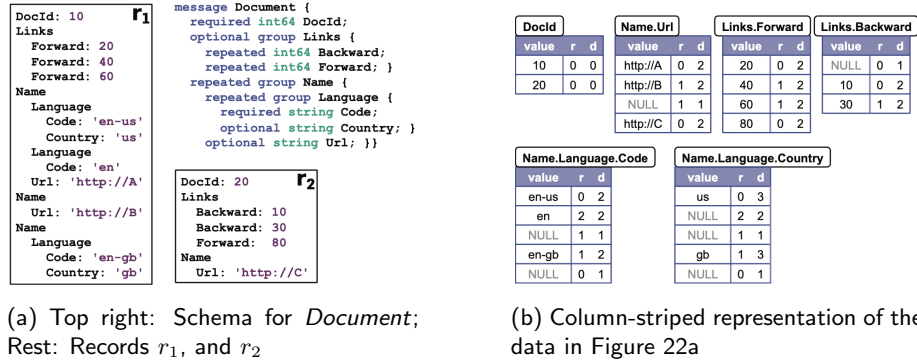 DocId: 10 r1
Links
Forward: 20
Forward: 40
Forward: 60
Name
Language
Code: 'en-us'
Country: 'us'
Language
Code: 'en'
Url: 'http://A'
Name
Url: 'http://B'
Name
Language
Code: 'en-gb'
Country: 'gb'
message Document {
required int64 DocId;
optional group Links {
repeated int64 Backward;
repeated int64 Forward; }
repeated group Name {
repeated group Language {
required string Code;
optional string Country; }
optional string Url; }}
DocId: 20 r2
Links
Backward: 10
Backward: 30
Forward: 80
Name
Url: 'http://C'
(a) Top right: Schema for Document;
Rest: Records r1, and r2
DocId
value r d
10 0 0
20 0 0
Name.Url
value r d
http://A 0 2
http://B 1 2
NULL 1 1
http://C 0 2
Links.Forward
value r d
20 0 2
40 1 2
60 1 2
80 0 2
Links.Backward
value r d
NULL 0 1
10 0 2
30 1 2
Name.Language.Code
value r d
en-us 0 2
en 2 2
NULL 1 1
en-gb 1 2
NULL 0 1
Name.Language.Country
value r d
us 0 3
NULL 2 2
NULL 1 1
gb 1 3
NULL 0 1
(b) Column-striped representation of the
data in Figure 22a